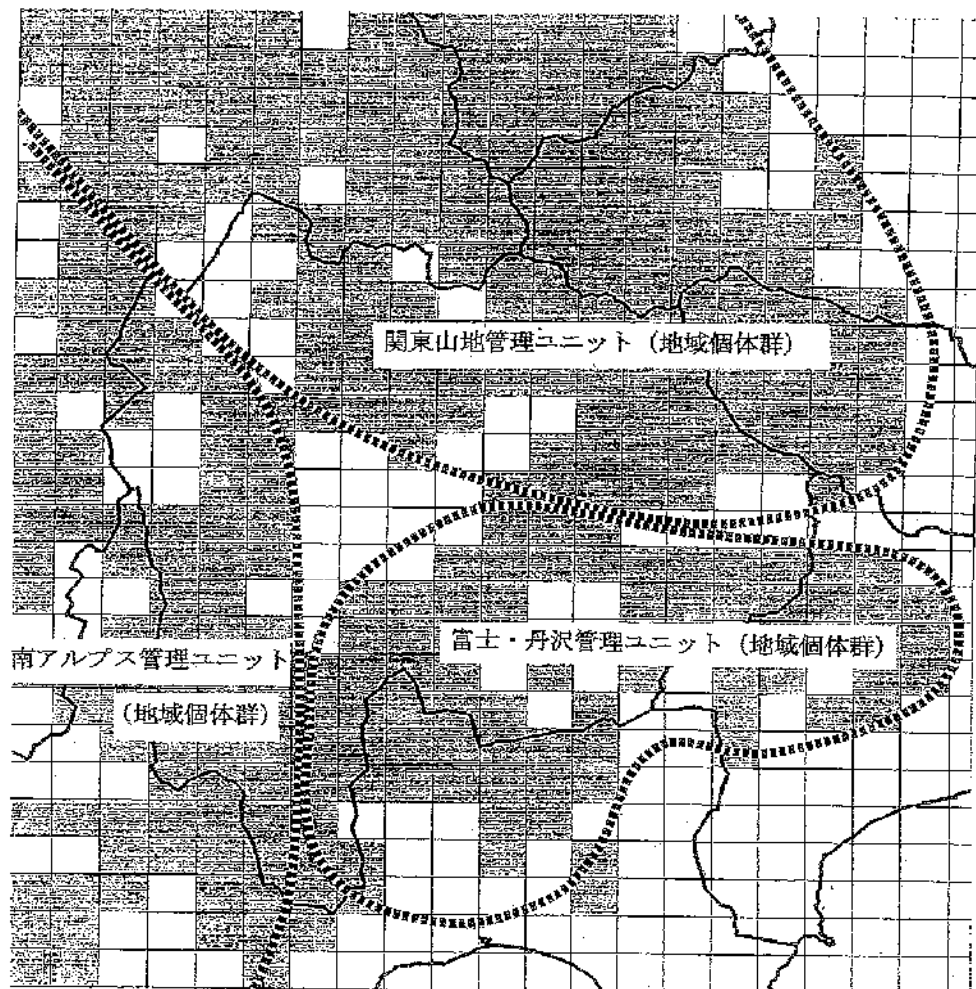 関東山地管理ユニット（地域個体群）
富士・丹沢管理ユニット（地域個体群）
南アルプス管理ユニット
（地域個体群）